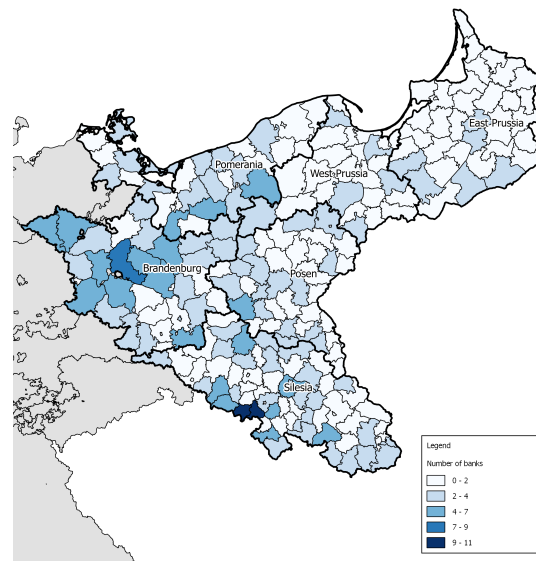 East Prussia
Pomerania
West Prussia
Brandenburg
Posen
Silesia
Legend
Number of banks
0 - 2
2 - 4
4 - 7
7 - 9
9 - 11